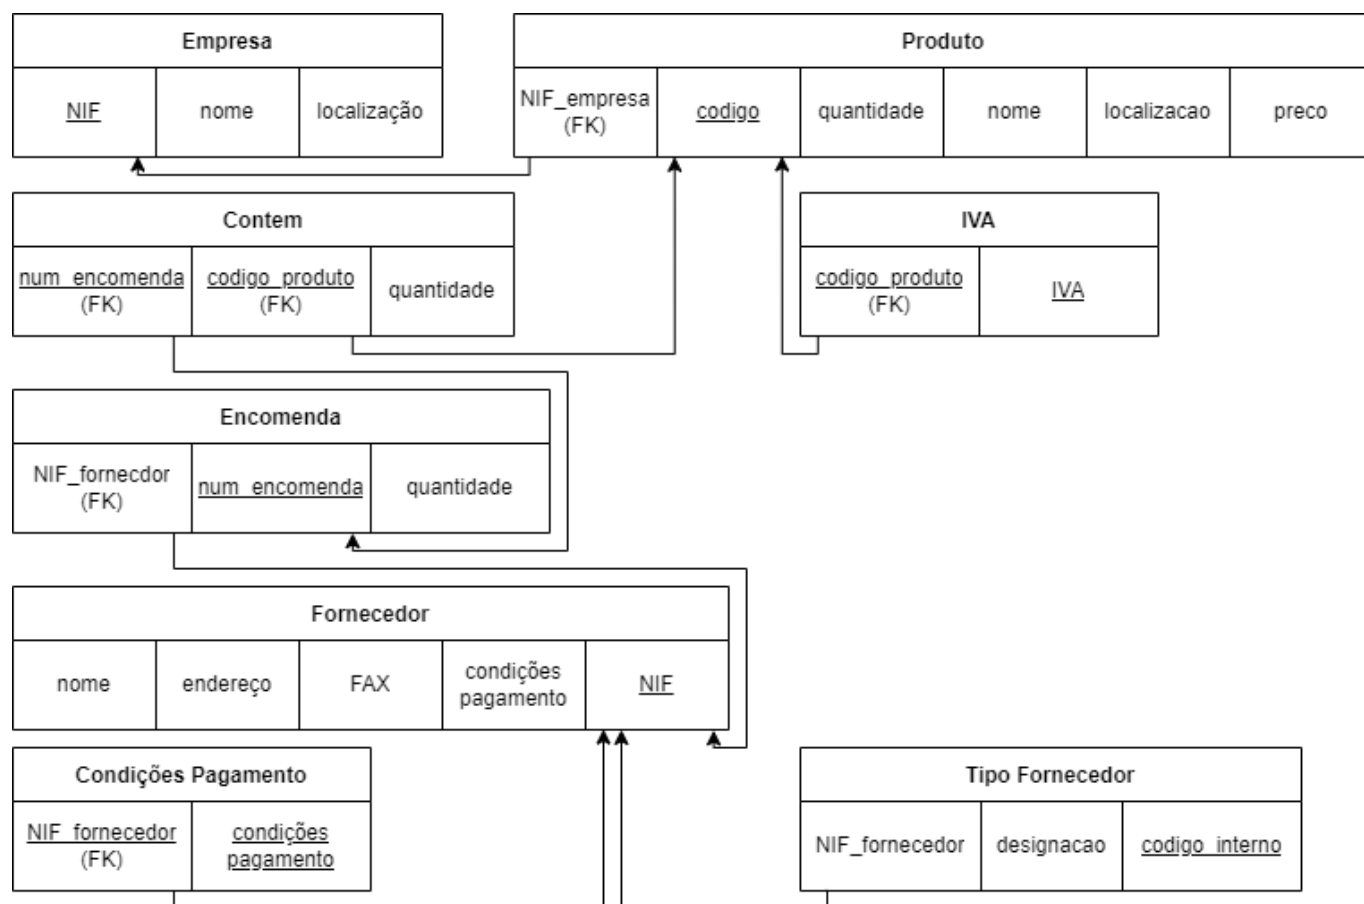 Empresa
NIF
nome
localização
Produto
NIF_empresa
(FK)
codigo
quantidade
nome
localizacao
preco
Contem
num_encomenda
(FK)
codigo_produto
(FK)
quantidade
IVA
codigo_produto
(FK)
IVA
Encomenda
NIF_fornecdor
(FK)
num_encomenda
quantidade
Fornecedor
nome
endereço
FAX
condições
pagamento
NIF
Condições Pagamento
NIF_fornecedor
(FK)
condições
pagamento
Tipo Fornecedor
NIF_fornecedor
designacao
codigo_interno